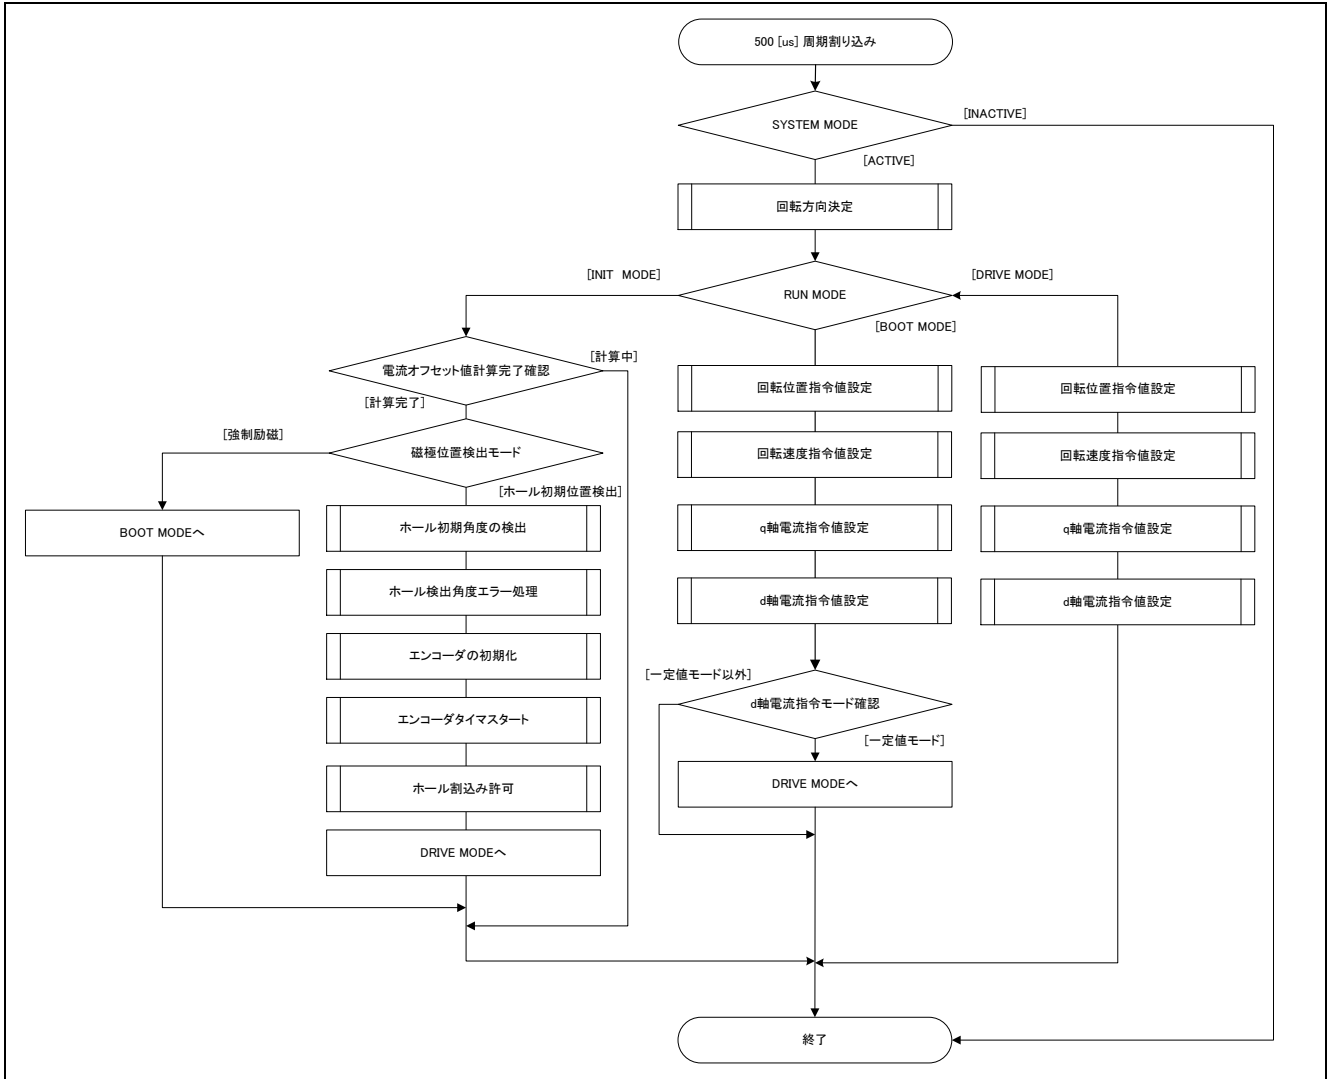 500 [us] 周期割り込み
SYSTEM MODE
[INACTIVE]
[ACTIVE]
回転方向決定
[INIT　MODE]
RUN MODE
[DRIVE MODE]
[BOOT MODE]
電流オフセット値計算完了確認
[計算中]
[計算完了]
磁極位置検出モード
[強制励磁]
[ホール初期位置検出]
BOOT MODEへ
ホール初期角度の検出
ホール検出角度エラー処理
エンコーダの初期化
エンコーダタイマスタート
ホール割込み許可
DRIVE MODEへ
回転位置指令値設定
回転速度指令値設定
q軸電流指令値設定
d軸電流指令値設定
[一定値モード以外]
d軸電流指令モード確認
[一定値モード]
DRIVE MODEへ
回転位置指令値設定
回転速度指令値設定
q軸電流指令値設定
d軸電流指令値設定
終了